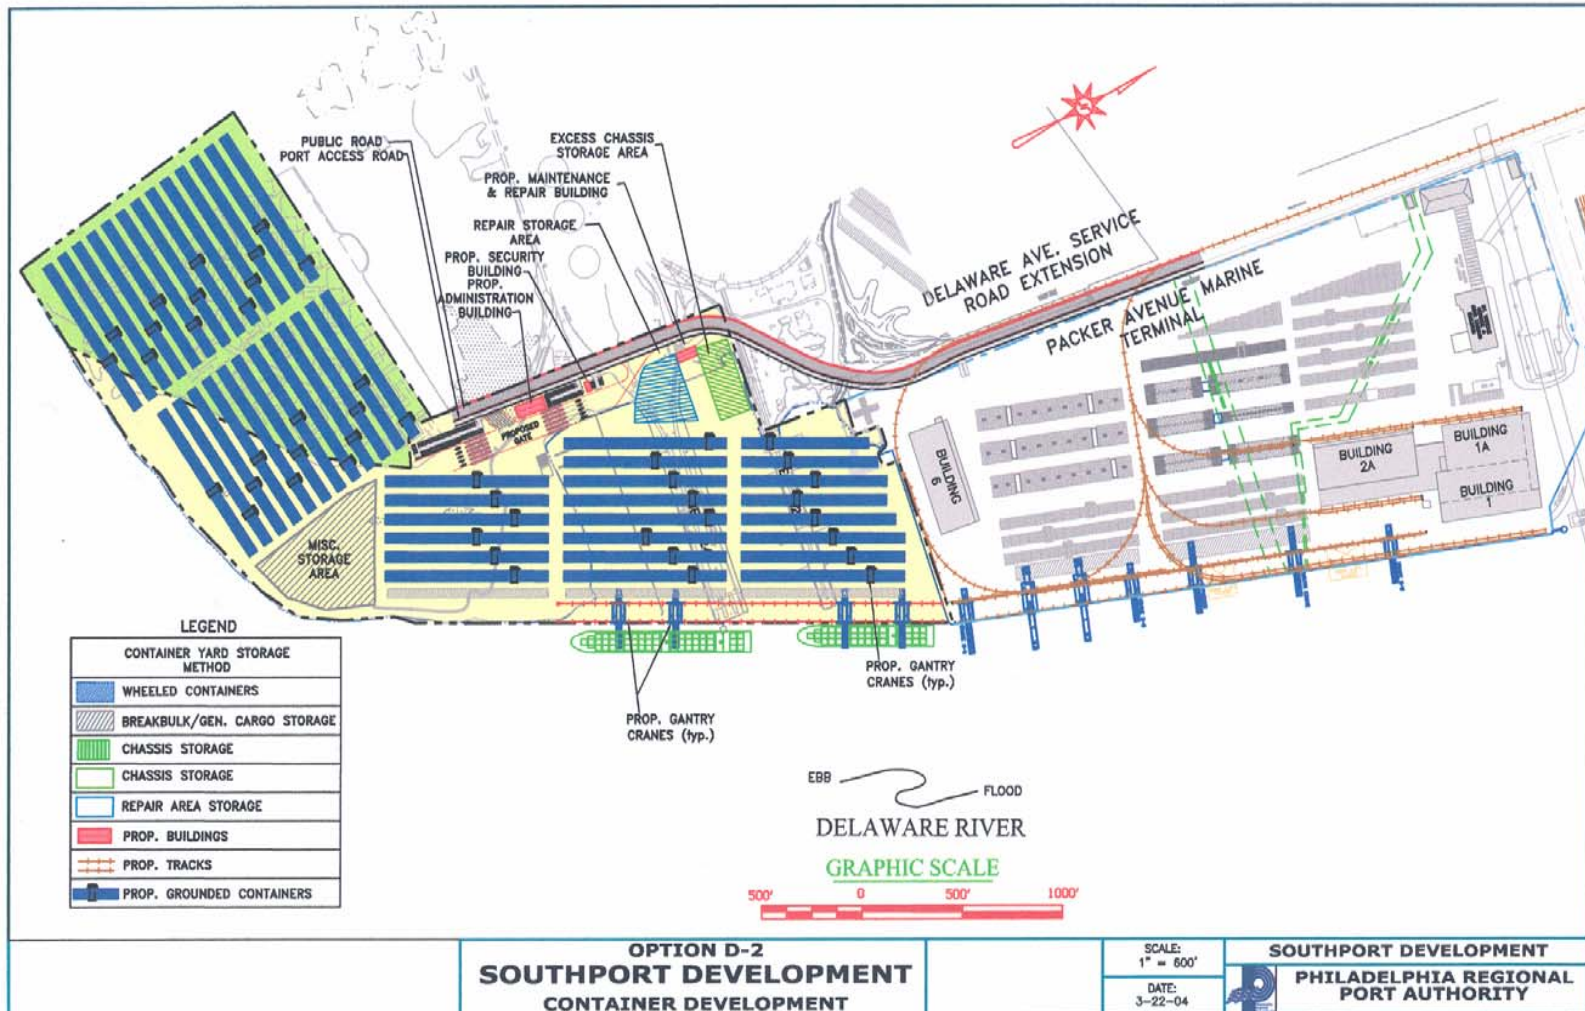 PUBLIC ROAD
PORT ACCESS ROAD
EXCESS CHASSIS
STORAGE AREA
PROP. MAINTENANCE
& REPAIR BUILDING
REPAIR STORAGE
AREA
PROP. SECURITY
BUILDING
PROP.
ADMINISTRATION
BUILDING
PROPOSED
GATE
DELAWARE AVE. SERVICE
ROAD EXTENSION
PACKER AVENUE MARINE
TERMINAL
BUILDING
6
BUILDING
2A
BUILDING
1A
BUILDING
1
MISC.
STORAGE
AREA
PROP. GANTRY
CRANES (typ.)
PROP. GANTRY
CRANES (typ.)
LEGEND
CONTAINER YARD STORAGE
METHOD
WHEELED CONTAINERS
BREAKBULK/GEN. CARGO STORAGE
CHASSIS STORAGE
CHASSIS STORAGE
REPAIR AREA STORAGE
PROP. BUILDINGS
PROP. TRACKS
PROP. GROUNDED CONTAINERS
EBB
FLOOD
DELAWARE RIVER
GRAPHIC SCALE
500' 0 500' 1000'
OPTION D-2
SOUTHPORT DEVELOPMENT
CONTAINER DEVELOPMENT
SCALE:
1" = 600'
DATE:
3-22-04
SOUTHPORT DEVELOPMENT
PHILADELPHIA REGIONAL
PORT AUTHORITY